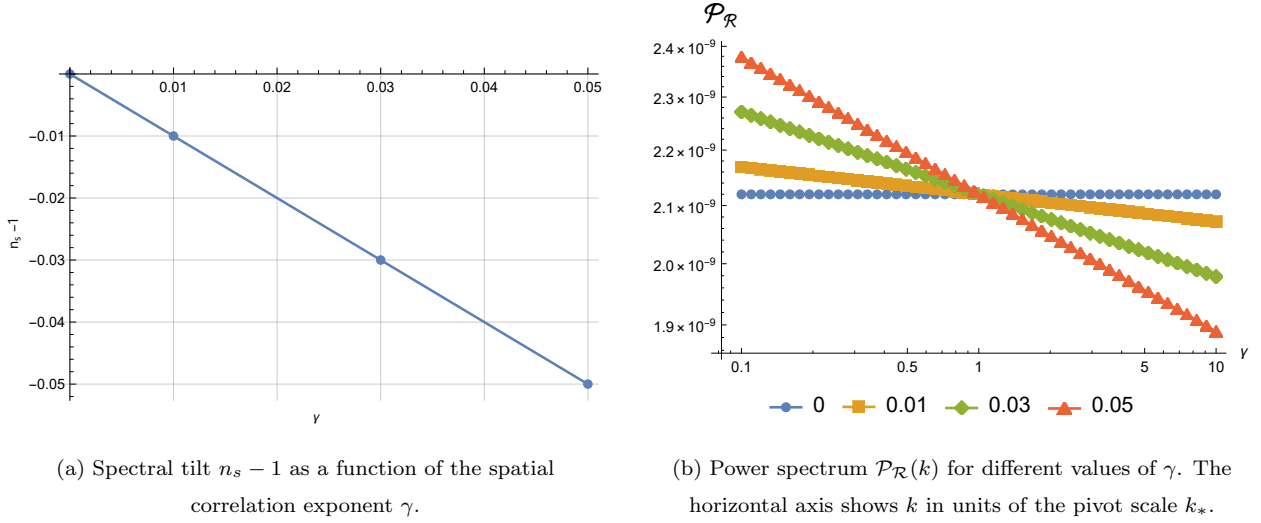 0.01 0.02 0.03 0.04 0.05
−0.01
−0.02
−0.03
−0.04
−0.05
n_s −1
γ
𝒫_ℛ
2.4 × 10⁻⁹
2.3 × 10⁻⁹
2.2 × 10⁻⁹
2.1 × 10⁻⁹
2.0 × 10⁻⁹
1.9 × 10⁻⁹
0.1 0.5 1 5 10 γ
0 0.01 0.03 0.05
(a) Spectral tilt n_s − 1 as a function of the spatial
correlation exponent γ.
(b) Power spectrum 𝒫_ℛ(k) for different values of γ. The
horizontal axis shows k in units of the pivot scale k_*.